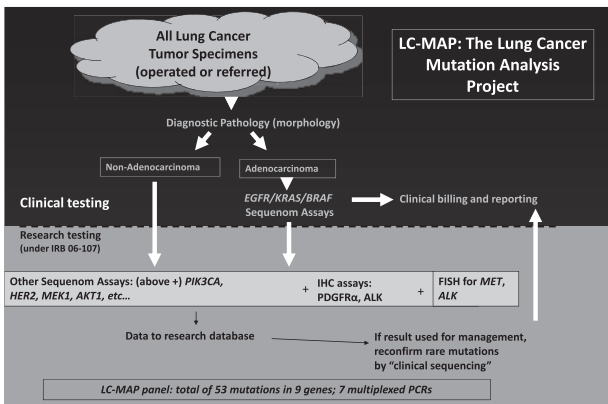 All Lung Cancer
Tumor Specimens
(operated or referred)
LC-MAP: The Lung Cancer
Mutation Analysis
Project
Diagnostic Pathology (morphology)
Non-Adenocarcinoma
Adenocarcinoma
EGFR/KRAS/BRAF
Sequenom Assays
Clinical billing and reporting
Clinical testing
Research testing
(under IRB 06-107)
Other Sequenom Assays: (above +) PIK3CA,
HER2, MEK1, AKT1, etc...
+
IHC assays:
PDGFRα, ALK
+
FISH for MET,
ALK
Data to research database
If result used for management,
reconfirm rare mutations
by “clinical sequencing”
LC-MAP panel: total of 53 mutations in 9 genes; 7 multiplexed PCRs